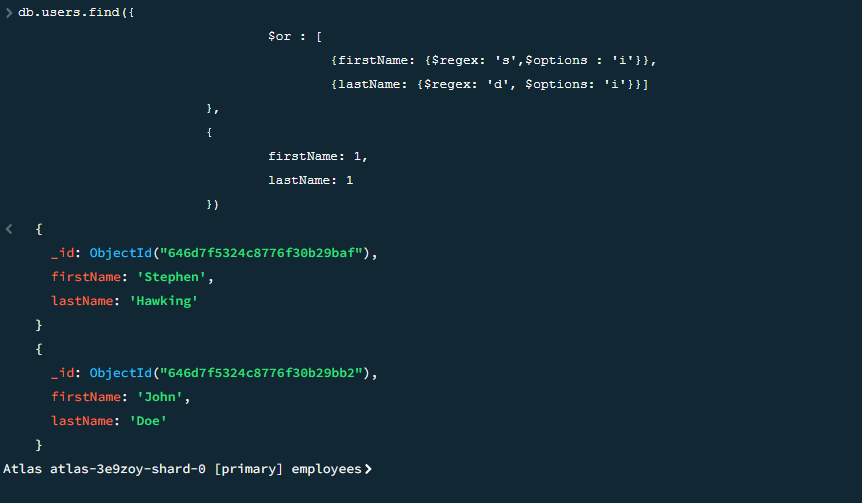 > db.users.find({
$or : [
{firstName: {$regex: 's',$options : 'i'}},
{lastName: {$regex: 'd', $options: 'i'}}]
},
{
firstName: 1,
lastName: 1
})
< {
_id: ObjectId("646d7f5324c8776f30b29baf"),
firstName: 'Stephen',
lastName: 'Hawking'
}
{
_id: ObjectId("646d7f5324c8776f30b29bb2"),
firstName: 'John',
lastName: 'Doe'
}
Atlas atlas-3e9zoy-shard-0 [primary] employees>